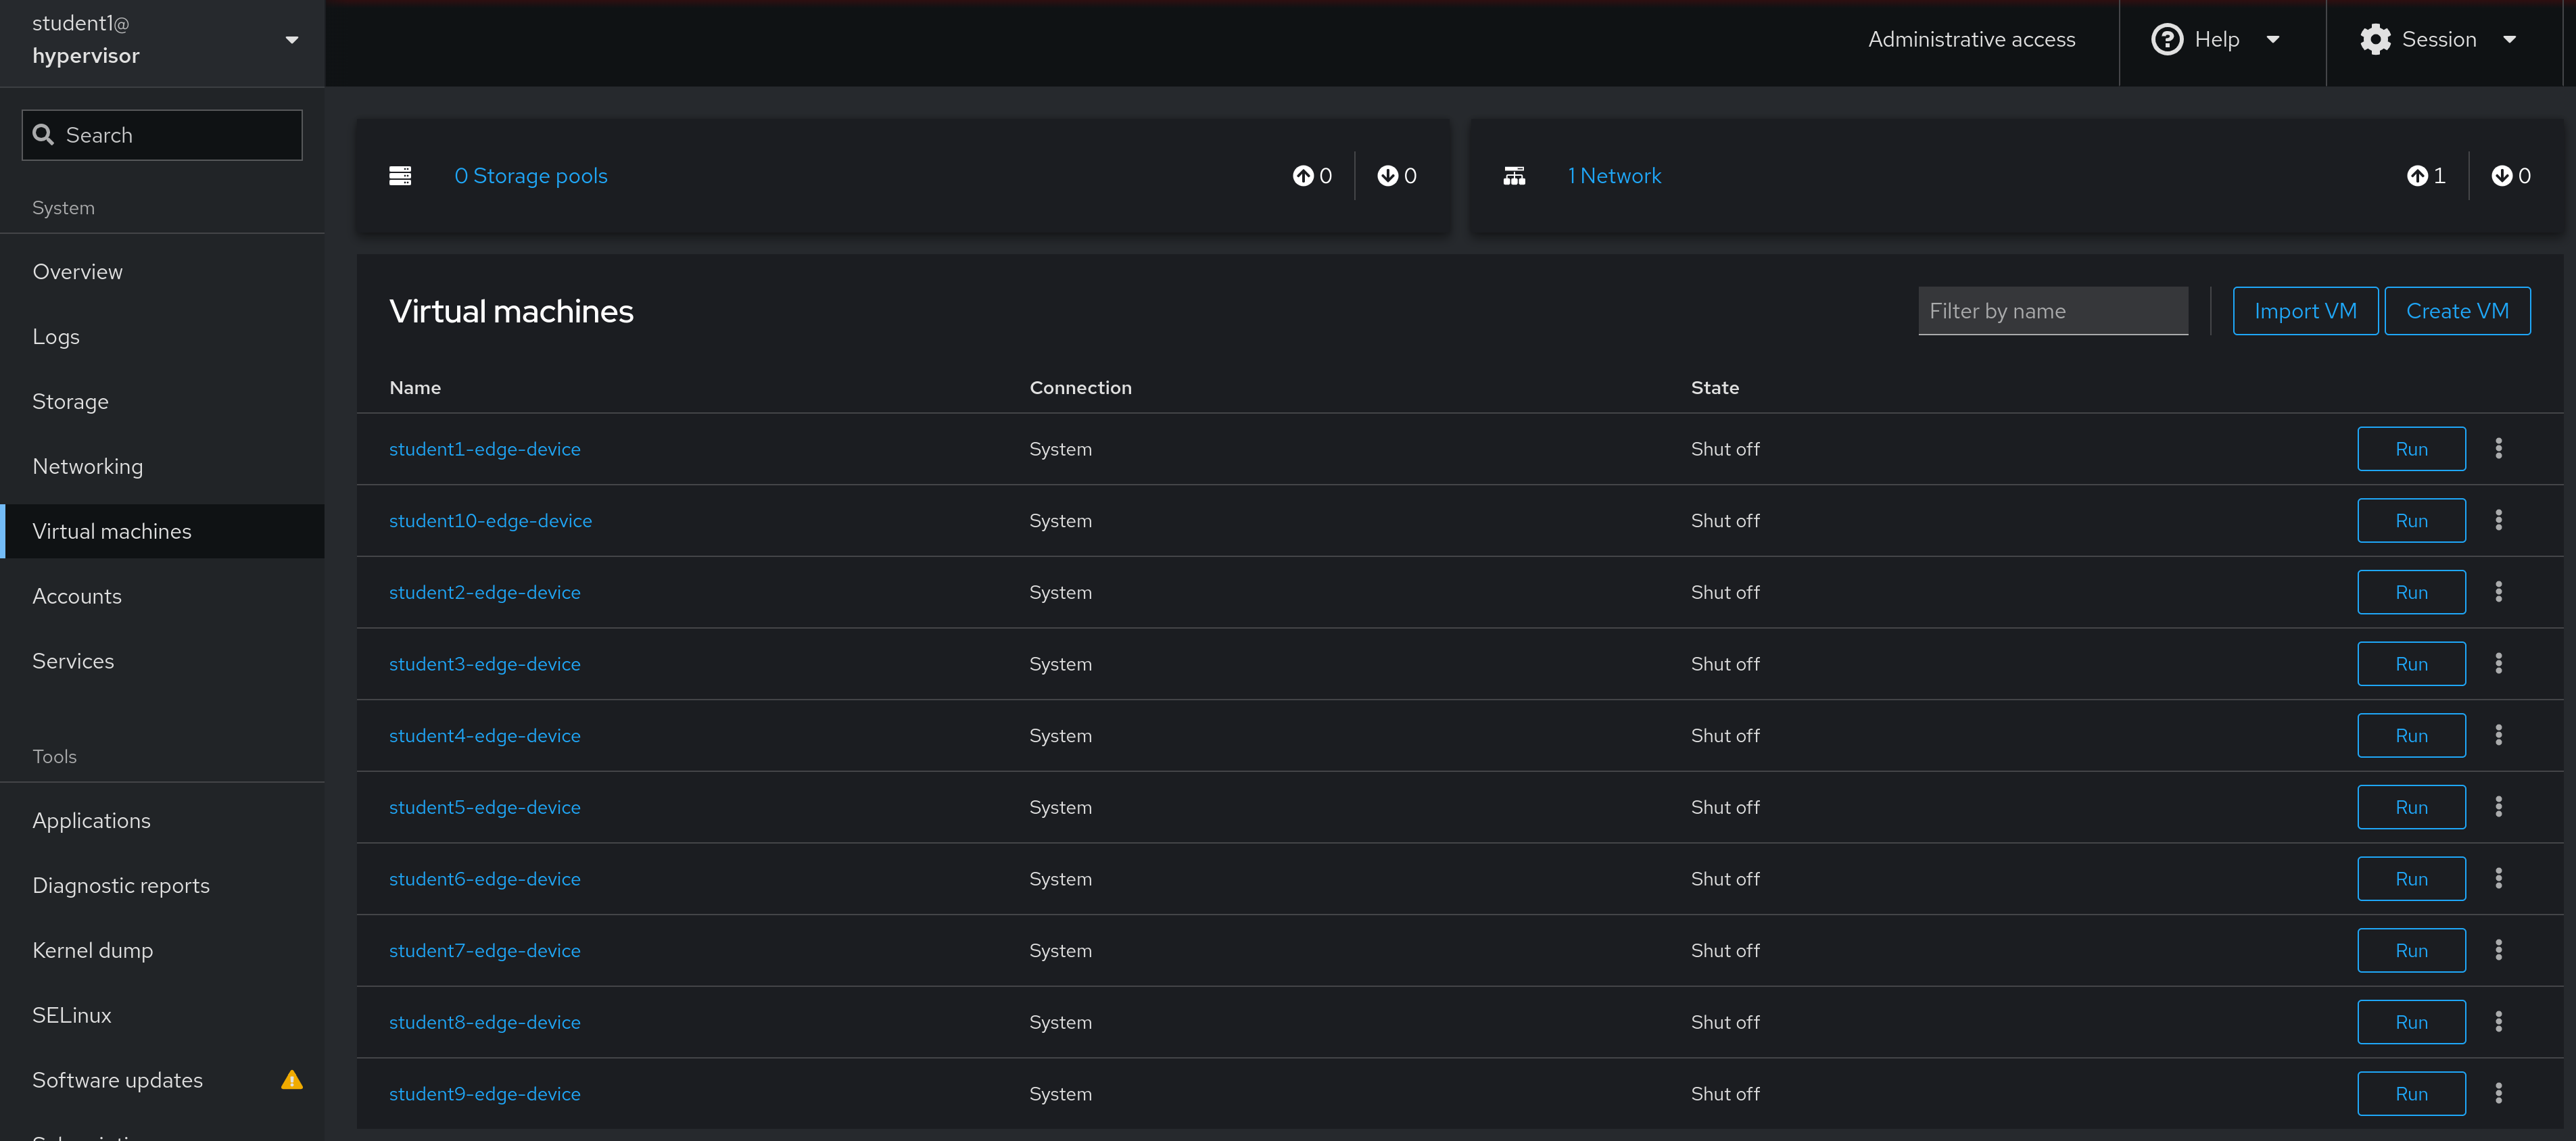 student1@
hypervisor
Administrative access
Help
Session
Search
System
Overview
Logs
Storage
Networking
Virtual machines
Accounts
Services
Tools
Applications
Diagnostic reports
Kernel dump
SELinux
Software updates
0 Storage pools 0 0
1 Network 1 0
Virtual machines
Filter by name Import VM Create VM
Name Connection State
student1-edge-device System Shut off Run
student10-edge-device System Shut off Run
student2-edge-device System Shut off Run
student3-edge-device System Shut off Run
student4-edge-device System Shut off Run
student5-edge-device System Shut off Run
student6-edge-device System Shut off Run
student7-edge-device System Shut off Run
student8-edge-device System Shut off Run
student9-edge-device System Shut off Run